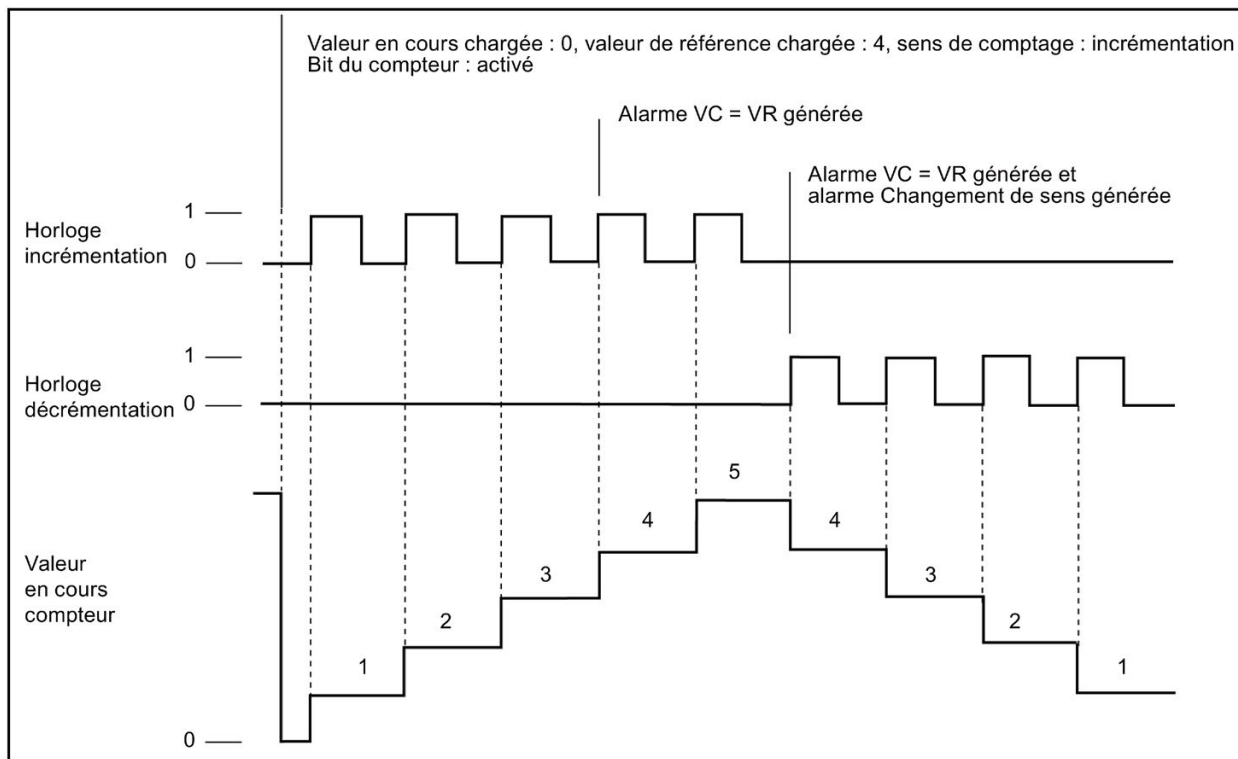 Valeur en cours chargée : 0, valeur de référence chargée : 4, sens de comptage : incrémentation
Bit du compteur : activé
Alarme VC = VR générée
Alarme VC = VR générée et
alarme Changement de sens générée
1
Horloge
incrémentation
0
1
Horloge
décrémentation
0
5
4
4
3
3
Valeur
en cours
compteur
2
2
1
1
0